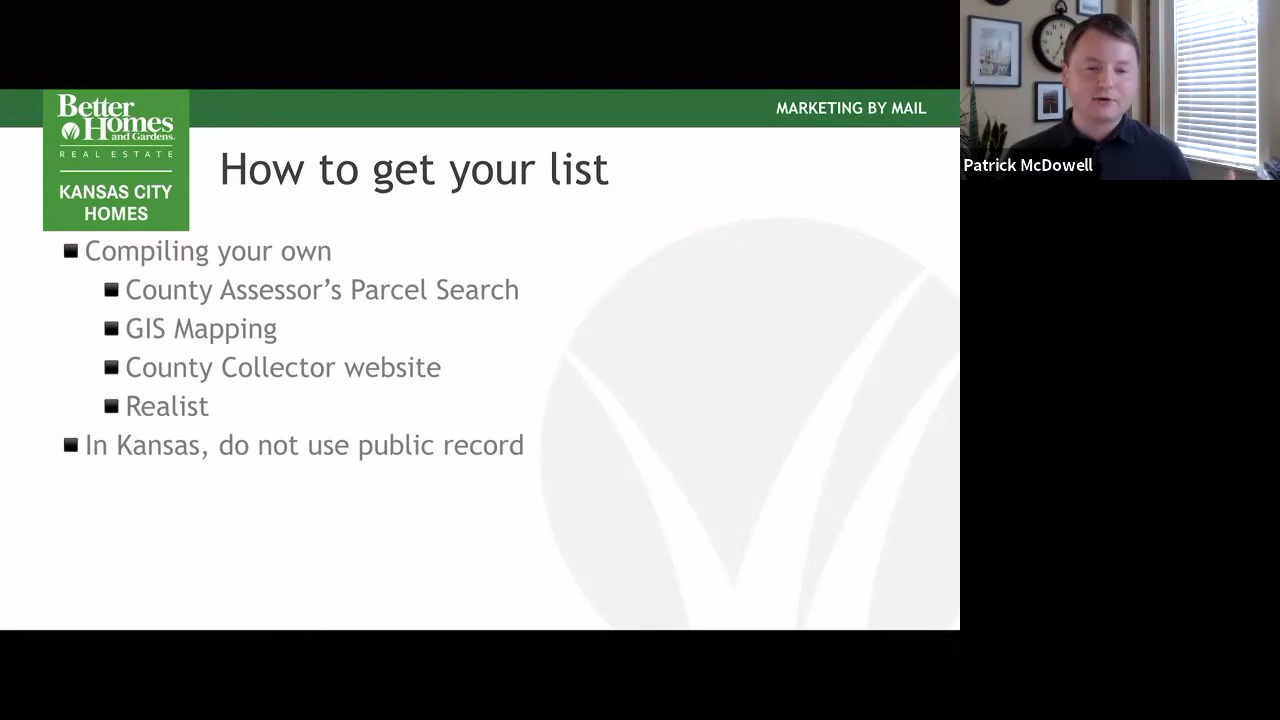 Better
Homes
and Gardens.
REAL ESTATE
KANSAS CITY
HOMES
MARKETING BY MAIL
How to get your list
Compiling your own
County Assessor’s Parcel Search
GIS Mapping
County Collector website
Realist
In Kansas, do not use public record
Patrick McDowell